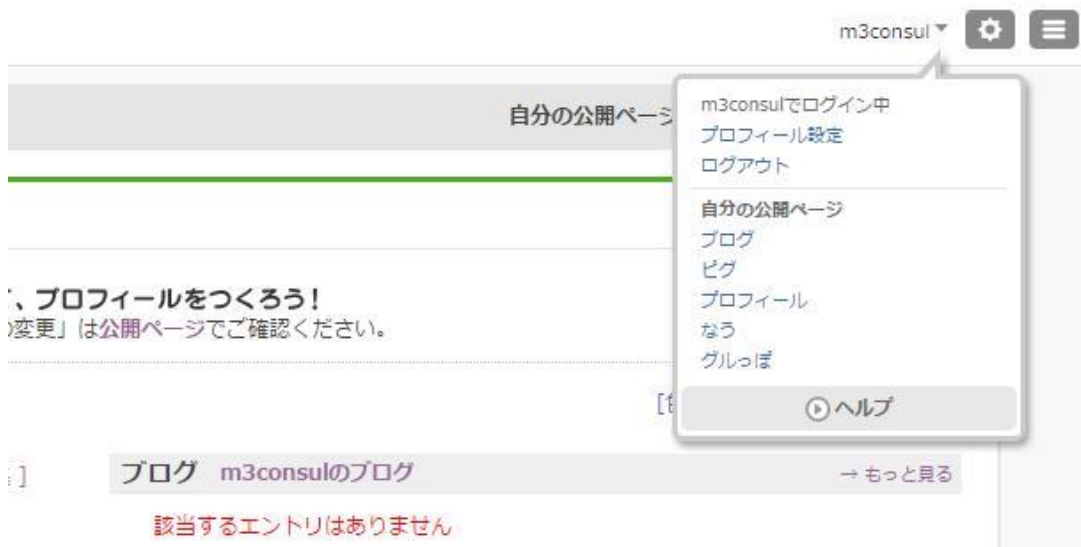 m3consul
自分の公開ページ
m3consulでログイン中
プロフィール設定
ログアウト
自分の公開ページ
ブログ
ピグ
プロフィール
なう
グルっぽ
ヘルプ
、プロフィールをつくろう!
変更」は公開ページでご確認ください。
[
]
ブログ m3consulのブログ
→もっと見る
該当するエントリはありません